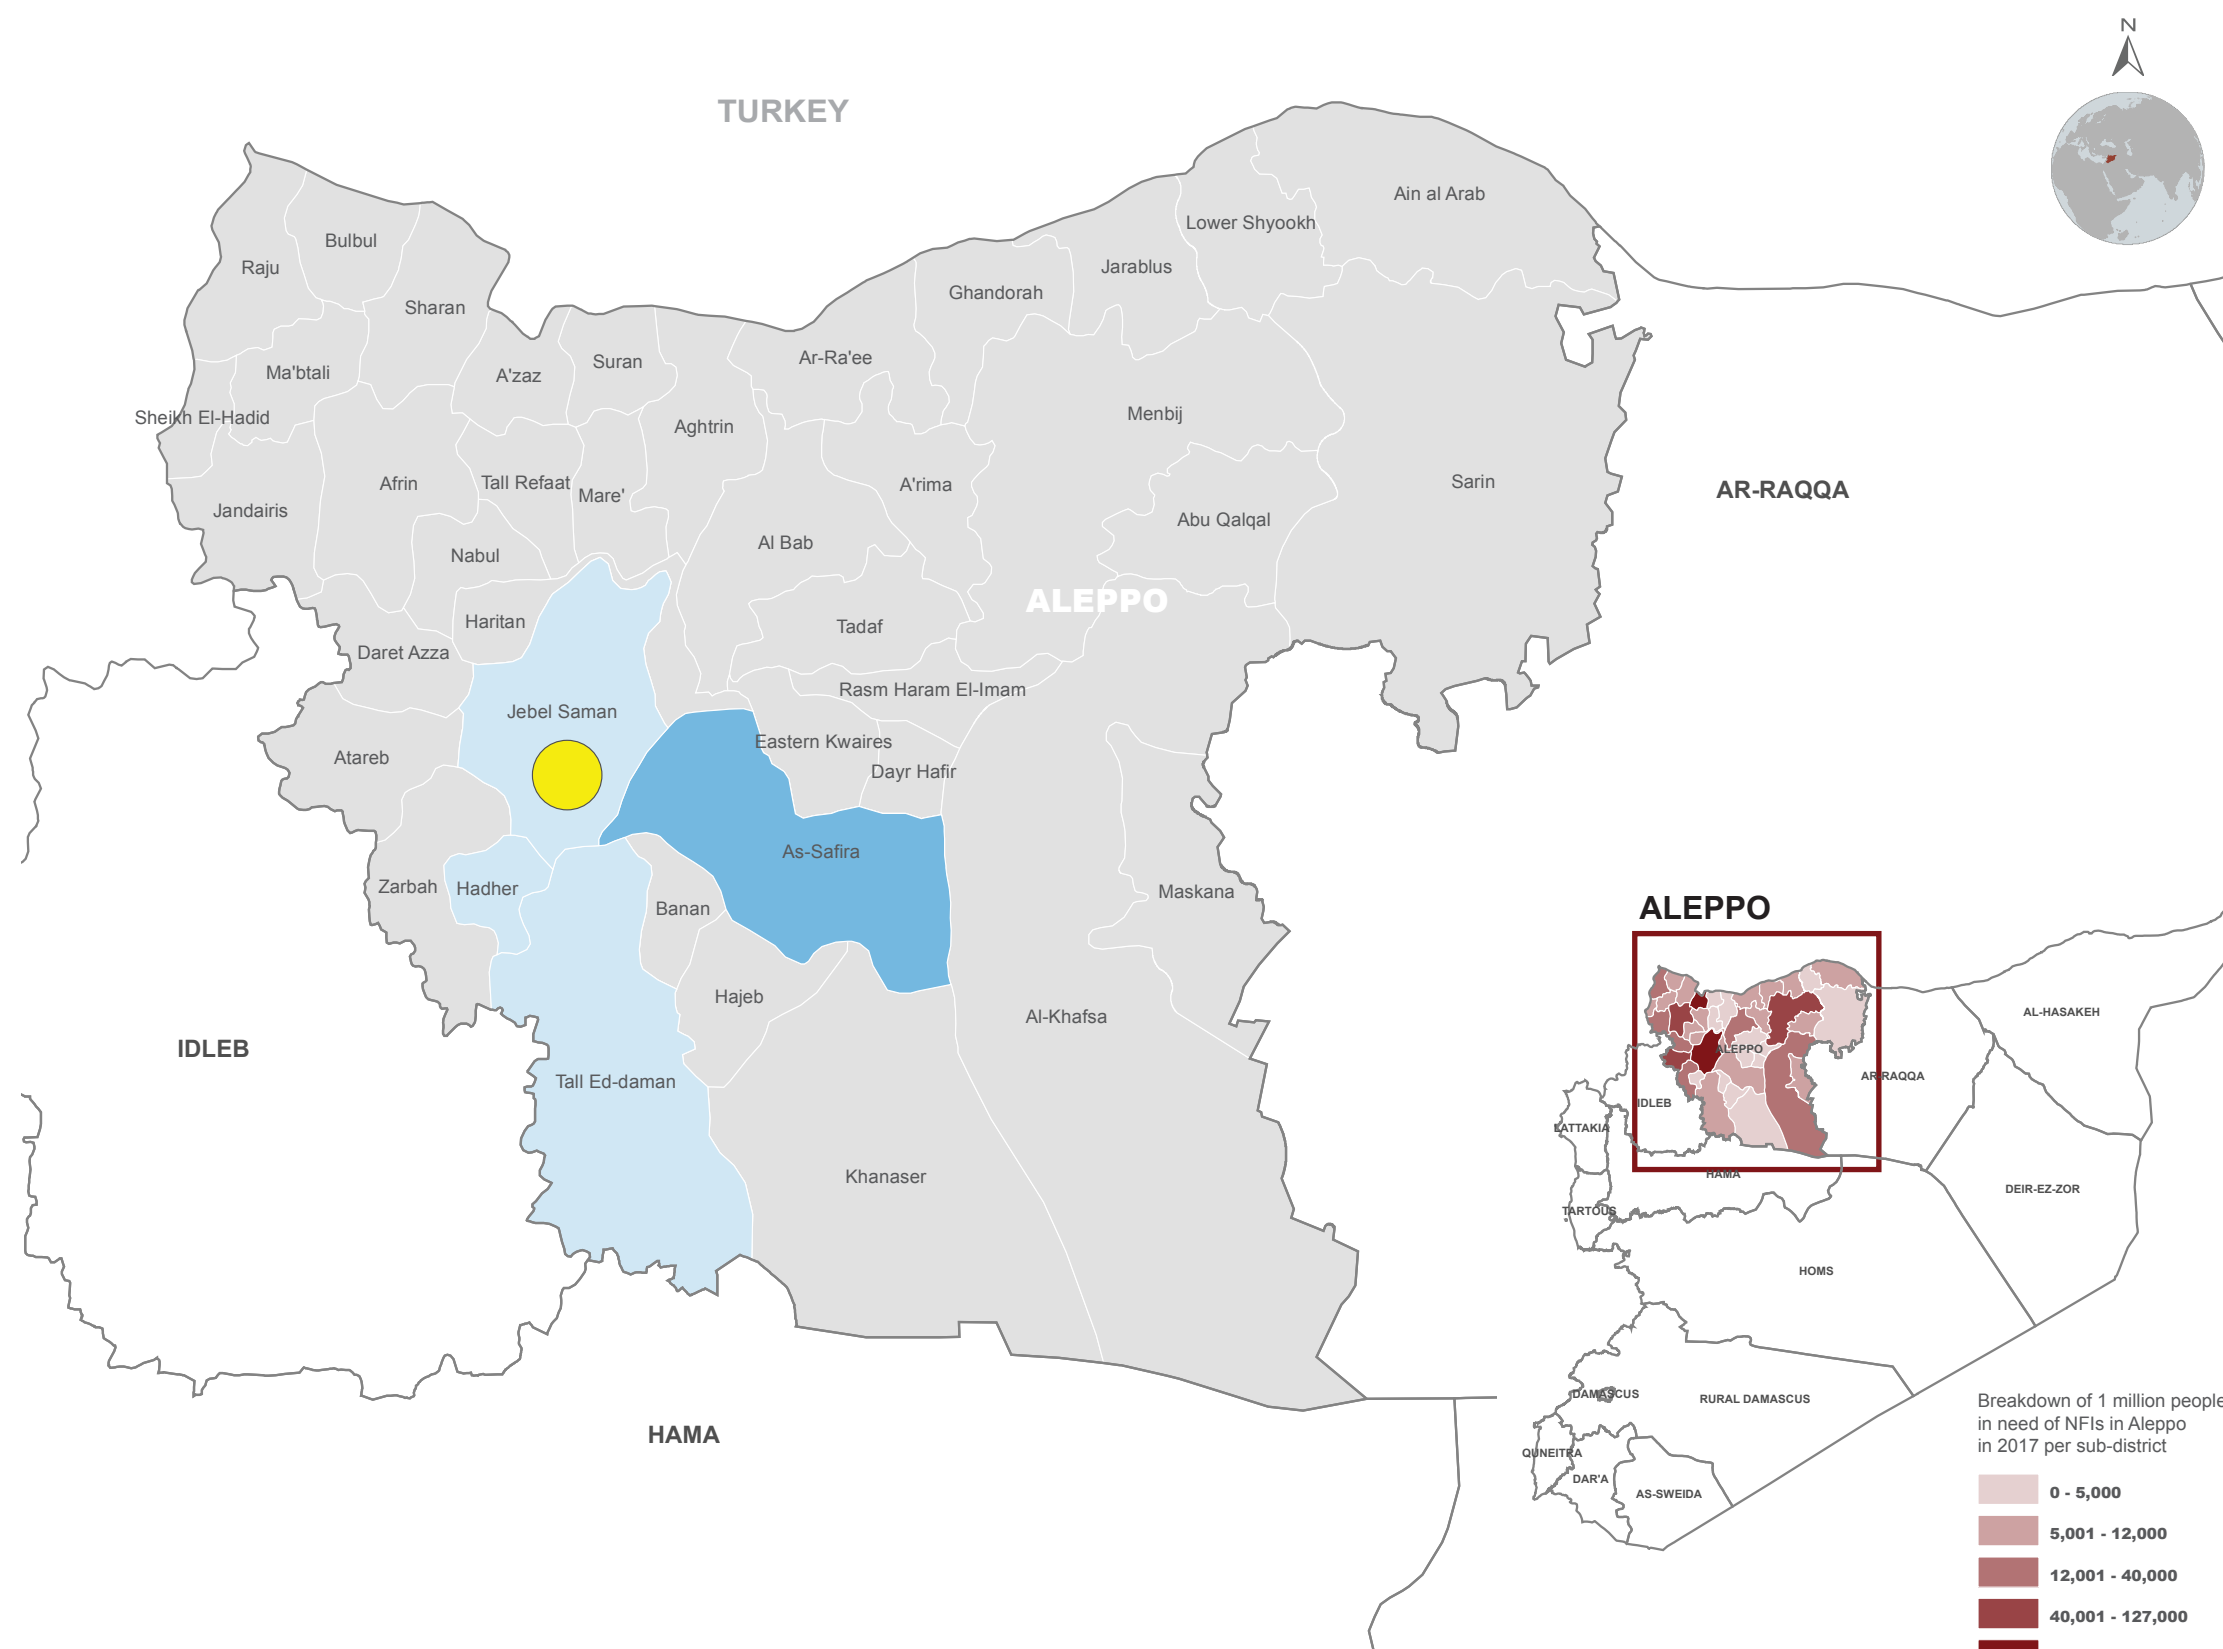 N
TURKEY
Ain al Arab
Lower Shyookh
Bulbul
Raju
Jarablus
Ghandorah
Sharan
Ar-Ra'ee
Suran
Ma'btali
A'zaz
Menbij
Sheikh El-Hadid
Aghtrin
Sarin
Afrin
Tall Refaat
A'rima
AR-RAQQA
Mare'
Jandairis
Abu Qalqal
Al Bab
Nabul
ALEPPO
Haritan
Tadaf
Daret Azza
Rasm Haram El-Imam
Jebel Saman
Eastern Kwaires
Atareb
Dayr Hafir
As-Safira
Zarbah
Hadher
Maskana
Banan
ALEPPO
Hajeb
Al-Khafsa
AL-HASAKEH
IDLEB
ALEPPO
AR-RAQQA
Tall Ed-daman
IDLEB
LATTAKIA
Khanaser
HAMA
DEIR-EZ-ZOR
TARTOUS
HOMS
DAMASCUS
RURAL DAMASCUS
HAMA
QUNEITRA
DAR'A
AS-SWEIDA
Breakdown of 1 million people
in need of NFIs in Aleppo
in 2017 per sub-district
0 - 5,000
5,001 - 12,000
12,001 - 40,000
40,001 - 127,000